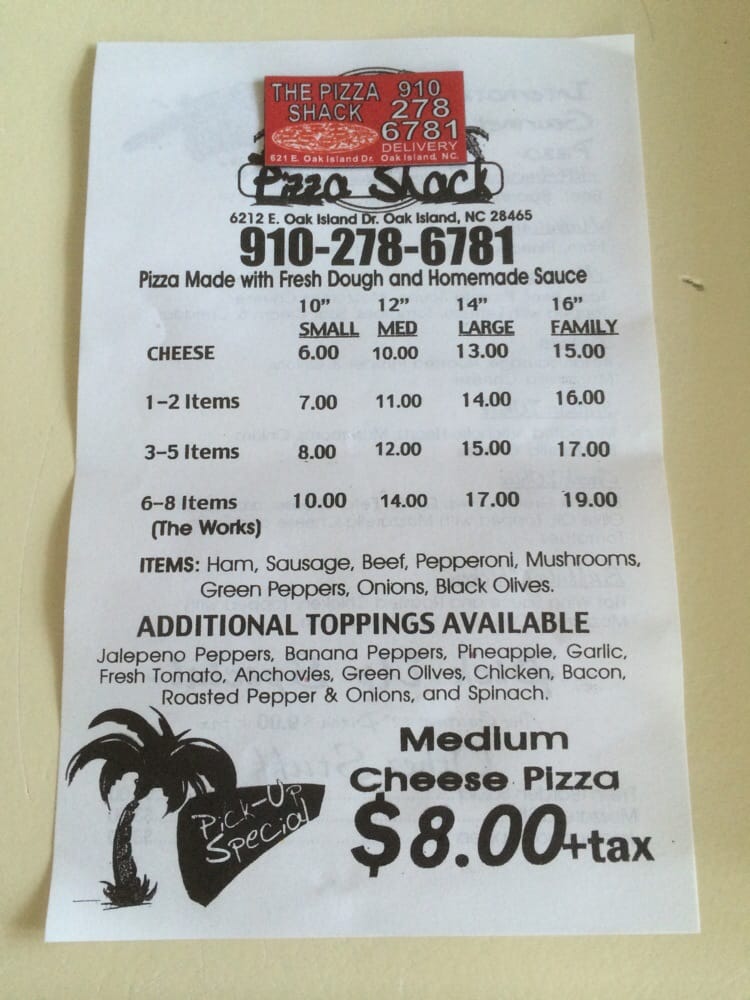 THE PIZZA SHACK 910 278 6781
DELIVERY
621 E. Oak Island Dr. Oak Island, NC.
Pizza Shack
6212 E. Oak Island Dr. Oak Island, NC 28465
910-278-6781
Pizza Made with Fresh Dough and Homemade Sauce
10" 12" 14" 16"
SMALL MED LARGE FAMILY
CHEESE 6.00 10.00 13.00 15.00
1-2 Items 7.00 11.00 14.00 16.00
3-5 Items 8.00 12.00 15.00 17.00
6-8 Items 10.00 14.00 17.00 19.00
(The Works)
ITEMS: Ham, Sausage, Beef, Pepperoni, Mushrooms,
Green Peppers, Onions, Black Olives.
ADDITIONAL TOPPINGS AVAILABLE
Jalepeno Peppers, Banana Peppers, Pineapple, Garlic,
Fresh Tomato, Anchovies, Green Olives, Chicken, Bacon,
Roasted Pepper & Onions, and Spinach.
Pick-Up
Special
Medium
Cheese Pizza
$8.00+tax